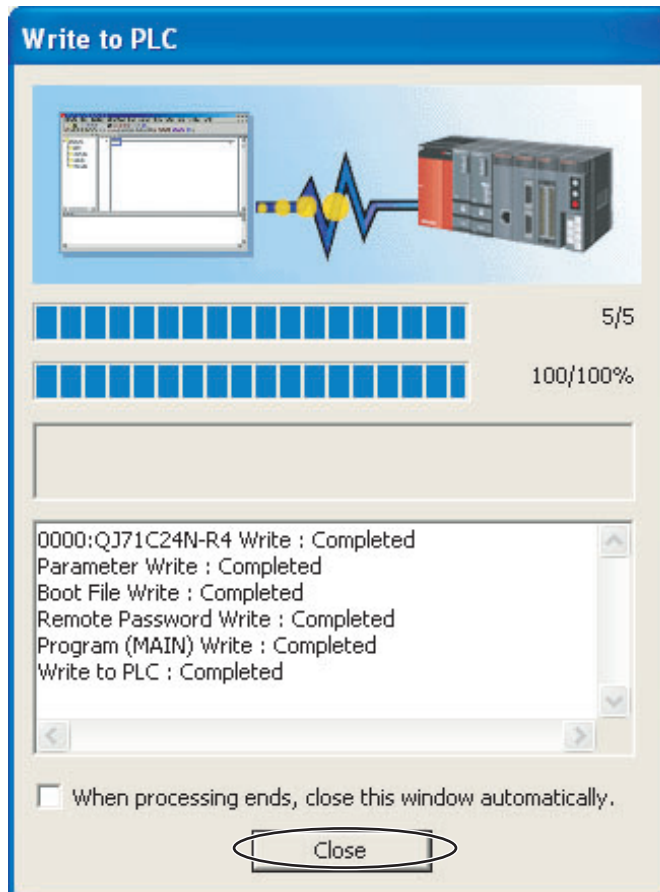 Write to PLC
5/5
100/100%
0000:QJ71C24N-R4 Write : Completed
Parameter Write : Completed
Boot File Write : Completed
Remote Password Write : Completed
Program (MAIN) Write : Completed
Write to PLC : Completed
When processing ends, close this window automatically.
Close